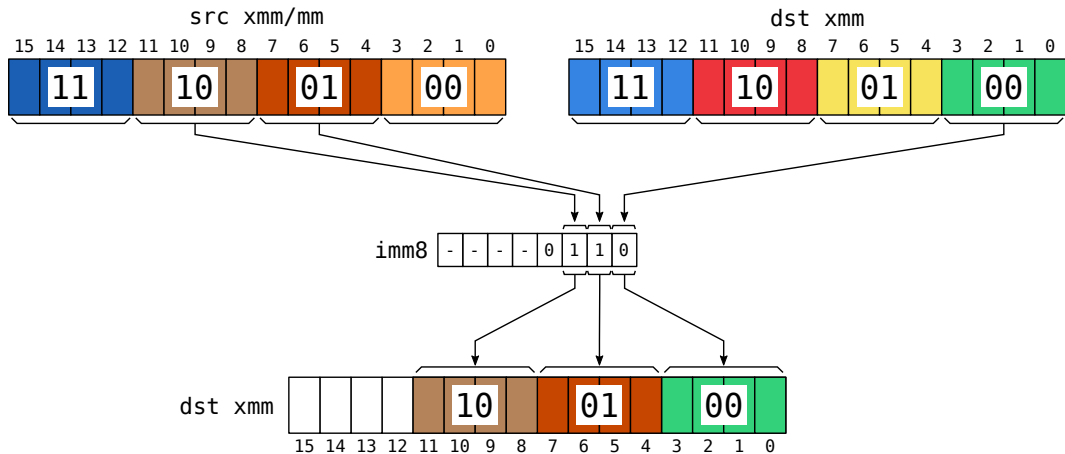 src xmm/mm dst xmm
15 14 13 12 11 10 9 8 7 6 5 4 3 2 1 0 15 14 13 12 11 10 9 8 7 6 5 4 3 2 1 0
11 10 01 00 11 10 01 00
imm8 - - - - 0 1 1 0
dst xmm 10 01 00
15 14 13 12 11 10 9 8 7 6 5 4 3 2 1 0